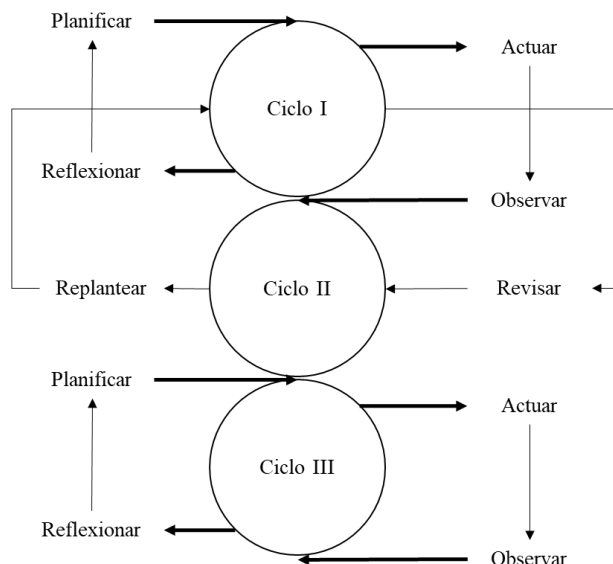 Planificar
Actuar
Ciclo I
Reflexionar
Observar
Replantear
Ciclo II
Revisar
Planificar
Actuar
Ciclo III
Reflexionar
Observar